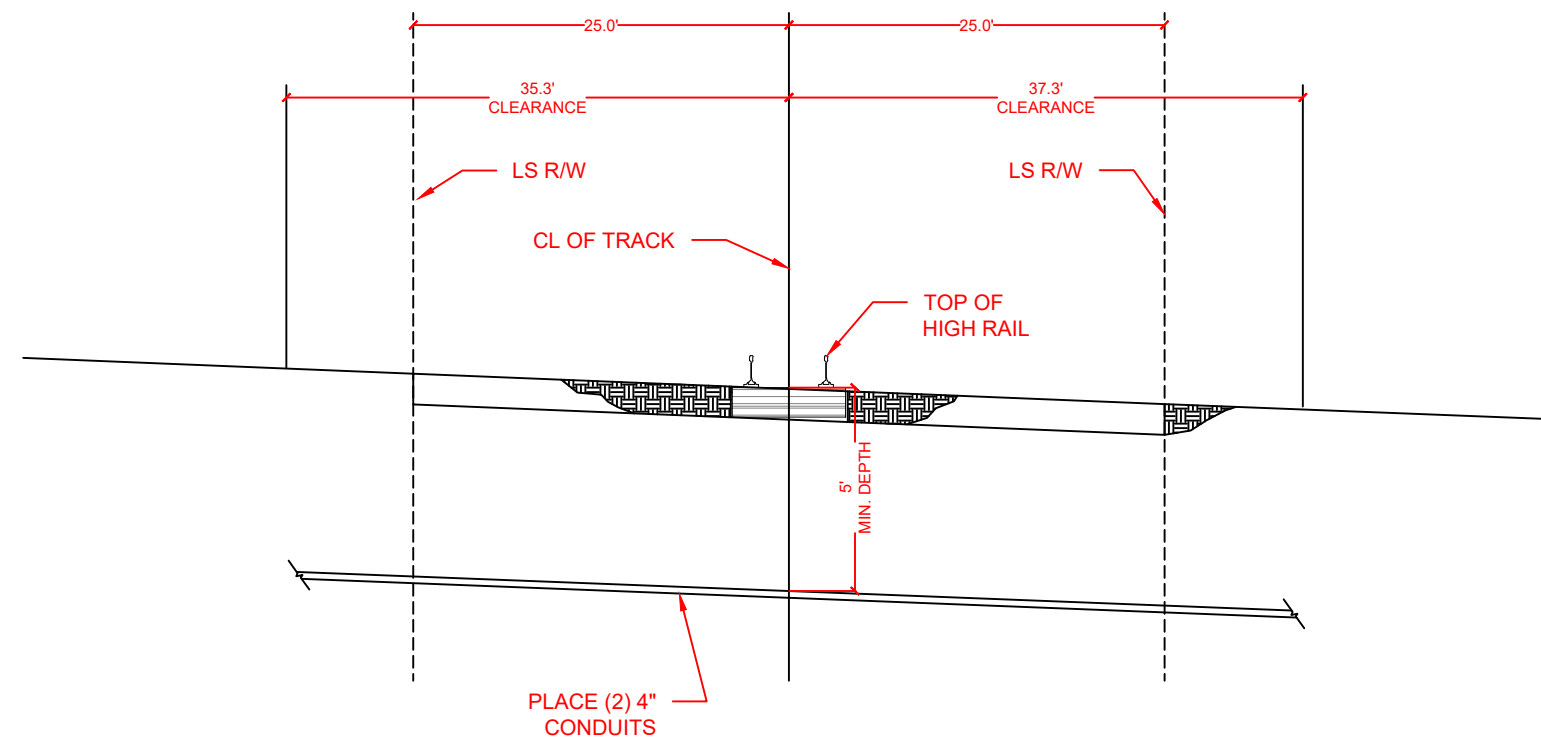 25.0'
25.0'
35.3'
CLEARANCE
37.3'
CLEARANCE
LS R/W
LS R/W
CL OF TRACK
TOP OF
HIGH RAIL
5'
MIN. DEPTH
PLACE (2) 4"
CONDUITS